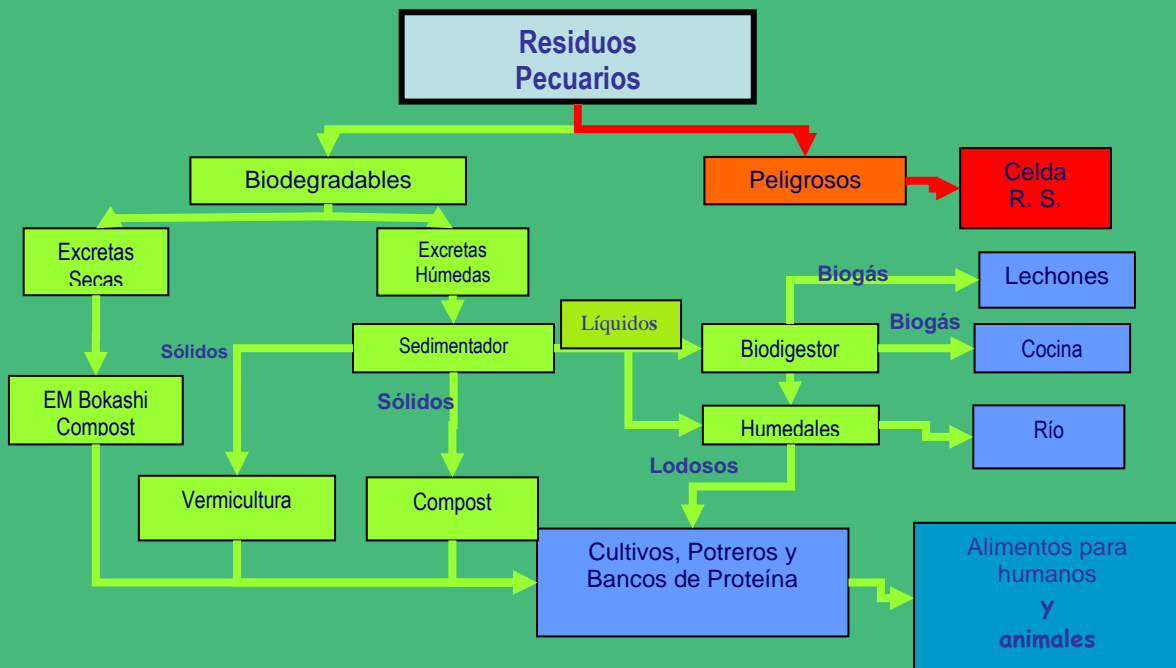 Residuos
Pecuarios
Biodegradables
Peligrosos
Celda
R. S.
Excretas
Secas
Excretas
Húmedas
Biogás
Lechones
Líquidos
Biogás
Sólidos
Sedimentador
Biodigestor
Cocina
EM Bokashi
Compost
Sólidos
Humedales
Río
Lodosos
Vermicultura
Compost
Cultivos, Potreros y
Bancos de Proteína
Alimentos para
humanos
y
animales